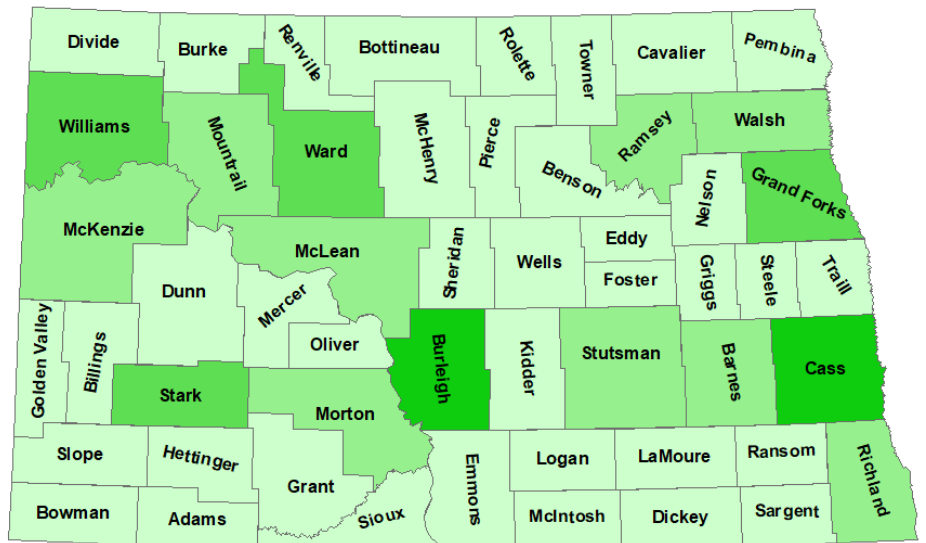 Divide
Burke
Renville
Bottineau
Rolette
Towner
Cavalier
Pembina
Williams
Mountrail
Ward
McHenry
Pierce
Benson
Ramsey
Walsh
Nelson
Grand Forks
McKenzie
Dunn
McLean
Mercer
Oliver
Sheridan
Wells
Eddy
Foster
Griggs
Steele
Traill
Golden Valley
Billings
Stark
Morton
Burleigh
Kidder
Stutsman
Barnes
Cass
Slope
Hettinger
Grant
Emmons
Logan
LaMoure
Ransom
Richland
Bowman
Adams
Sioux
McIntosh
Dickey
Sargent